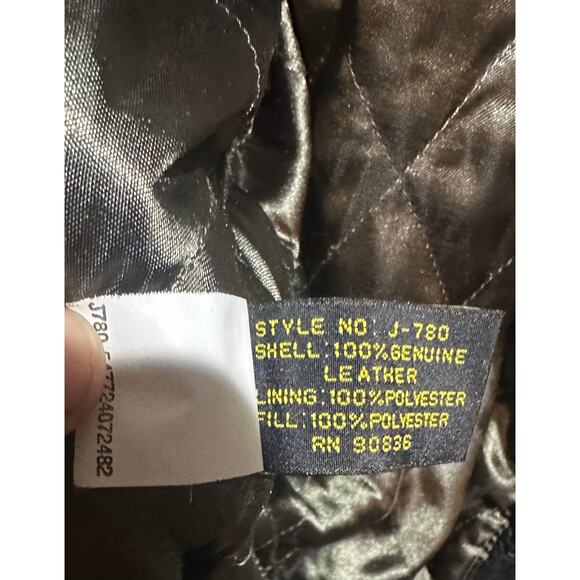 STYLE NO. J-780
SHELL:100%GENUINE
LEATHER
LINING:100%POLYESTER
FILL:100%POLYESTER
RN 90836